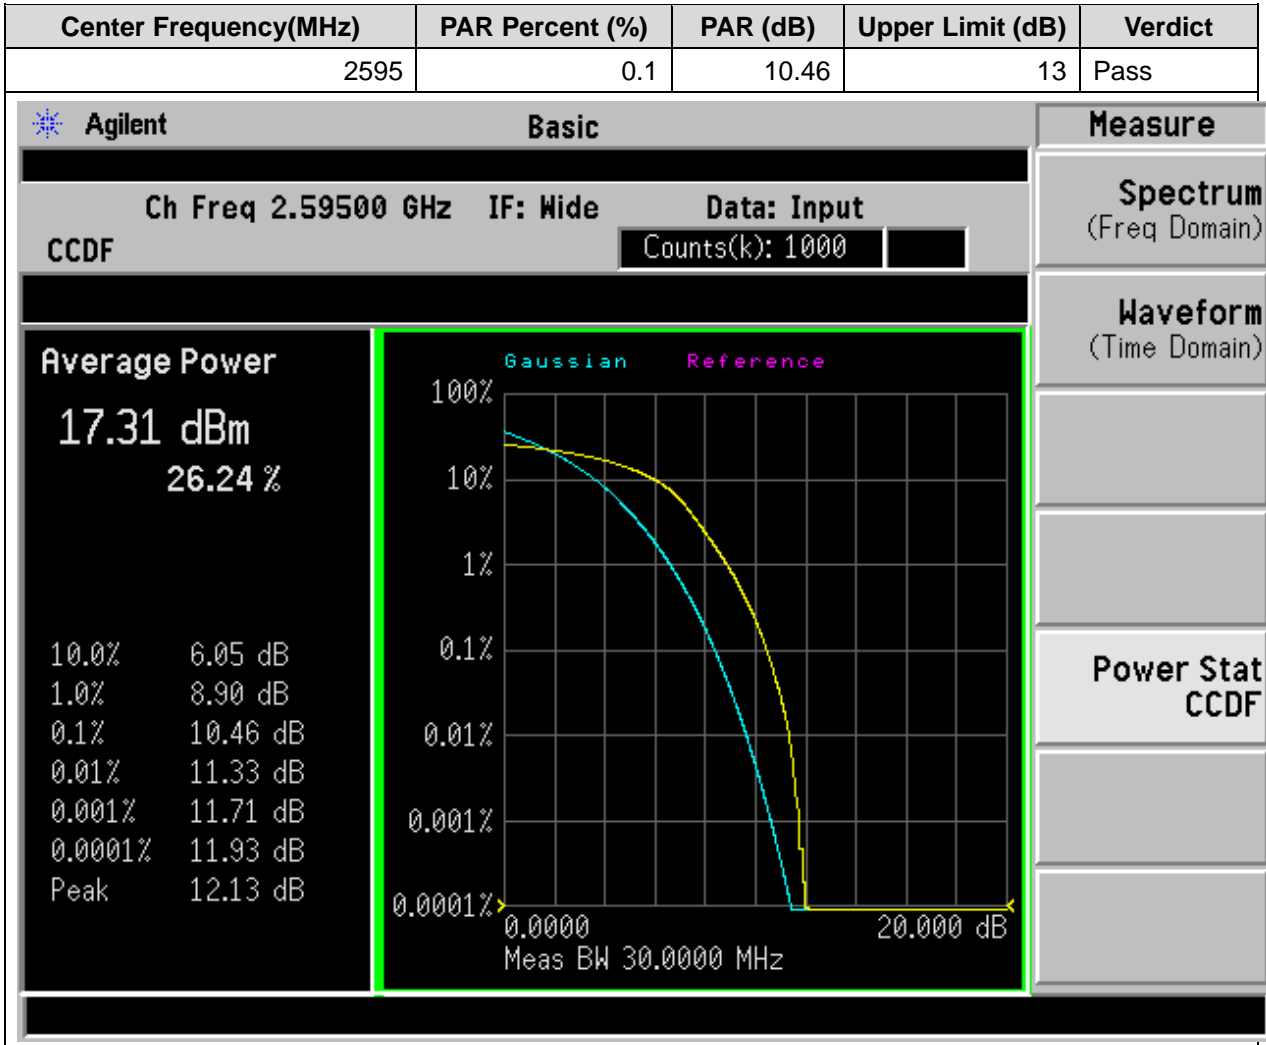 Center Frequency(MHz) PAR Percent (%) PAR (dB) Upper Limit (dB) Verdict
2595 0.1 10.46 13 Pass
Agilent Basic Measure
Ch Freq 2.59500 GHz IF: Wide Data: Input
CCDF Counts(k): 1000
Spectrum
(Freq Domain)
Waveform
(Time Domain)
Power Stat
CCDF
Average Power
17.31 dBm
26.24 %
10.0% 6.05 dB
1.0% 8.90 dB
0.1% 10.46 dB
0.01% 11.33 dB
0.001% 11.71 dB
0.0001% 11.93 dB
Peak 12.13 dB
Gaussian Reference
100%
10%
1%
0.1%
0.01%
0.001%
0.0001%
0.0000 20.000 dB
Meas BW 30.0000 MHz